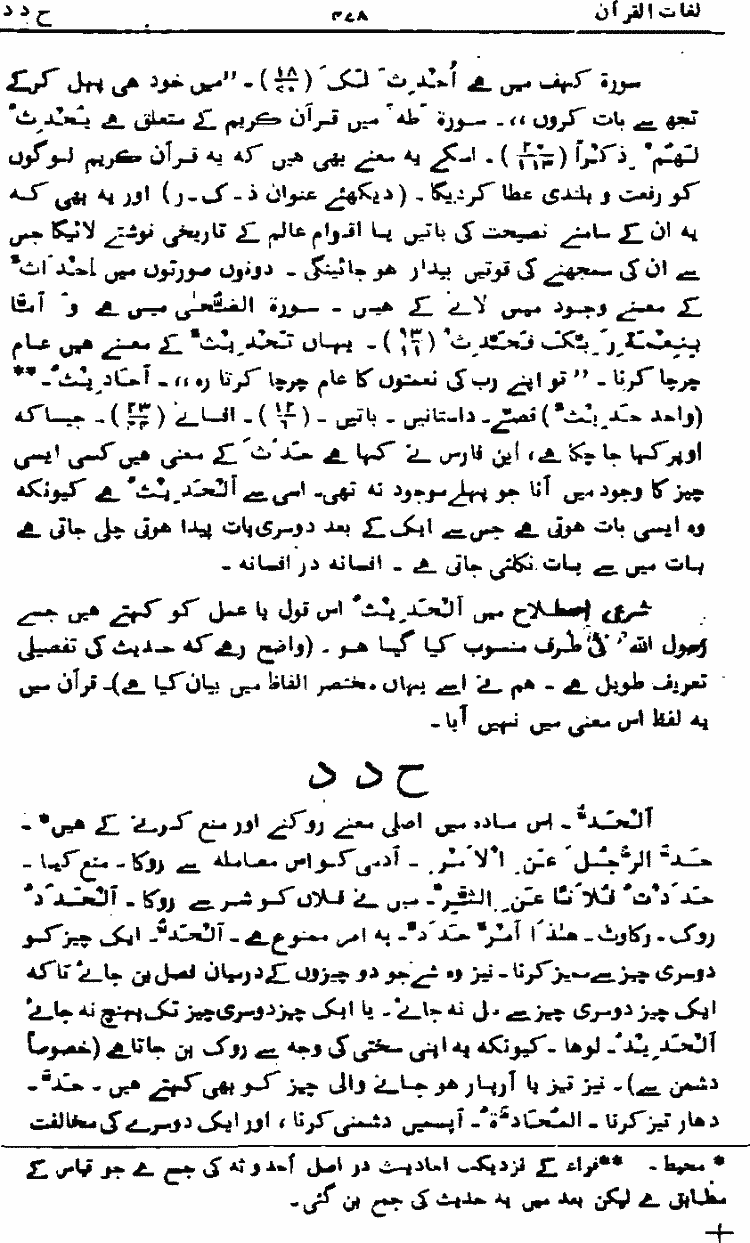 لغات القرآن ۴۷۸ ح د د
سورۃ کہف میں ہے اُحْدِثَ لَکَ (۱۸/۷۰)۔ ''میں خود ہی پہل کرکے
تجھ سے بات کروں،،۔ سورۃ طہٰ میں قرآن کریم کے متعلق ہے یُحْدِثُ
لَہُمْ ذِکْراً (۲۰/۱۱۳)۔ اسکے یہ معنے بھی ہیں کہ یہ قرآن کریم لوگوں
کو رفعت و بلندی عطا کردیگا۔ (دیکھئے عنوان ذ۔ک۔ر) اور یہ بھی کہ
یہ ان کے سامنے نصیحت کی باتیں یا اقوام عالم کے تاریخی نوشتے لائیگا جس
سے ان کی سمجھنے کی قوتیں بیدار ہو جائینگی۔ دونوں صورتوں میں اِحْدَاثٌ
کے معنے وجود میں لانے کے ہیں۔ سورۃ الضُّحٰی میں ہے وَ اَمَّا
بِنِعْمَۃِ رَبِّکَ فَحَدِّثْ (۹۳/۱۱)۔ یہاں تَحْدِیْثٌ کے معنے ہیں عام
چرچا کرنا۔ ''تو اپنے رب کی نعمتوں کا عام چرچا کرتا رہ،،۔ اَحَادِیْثُ۔**
(واحد حَدِیْثٌ) قصّے۔ داستانیں۔ باتیں۔ (۱۲/۶)۔ افسانے (۲۳/۴۴)۔ جیسا کہ
اوپر کہا جا چکا ہے، ابن فارس نے کہا ہے حَدَثَ کے معنی ہیں کسی ایسی
چیز کا وجود میں آنا جو پہلے موجود نہ تھی۔ اسی سے اَلْحَدِیْثُ ہے کیونکہ
وہ ایسی بات ہوتی ہے جس سے ایک کے بعد دوسری بات پیدا ہوتی چلی جاتی ہے
بات میں سے بات نکلتی جاتی ہے۔ افسانہ در افسانہ۔
شرعی اصطلاح میں اَلْحَدِیْثُ اس قول یا عمل کو کہتے ہیں جسے
رسول اللہؐ کی طرف منسوب کیا گیا ہو۔ (واضح رہے کہ حدیث کی تفصیلی
تعریف طویل ہے۔ ہم نے اسے یہاں مختصر الفاظ میں بیان کیا ہے)۔ قرآن میں
یہ لفظ اس معنی میں نہیں آیا۔
ح د د
اَلْحَدُّ۔ اس مادہ میں اصلی معنے روکنے اور منع کرنے کے ہیں*۔
حَدَّ الرَّجُلَ عَنِ الْاَمْرِ۔ آدمی کو اس معاملہ سے روکا۔ منع کیا۔
حَدَدْتُ فُلَانًا عَنِ الشَّرِّ۔ میں نے فلاں کو شر سے روکا۔ اَلْحَدَدُ
روک۔ رکاوٹ۔ ھٰذَا اَمْرٌ حَدَدٌ۔ یہ امر ممنوع ہے۔ اَلْحَدُّ۔ ایک چیز کو
دوسری چیز سے ممیز کرنا۔ نیز وہ شے جو دو چیزوں کے درمیان فصل بن جائے تاکہ
ایک چیز دوسری چیز سے مل نہ جائے۔ یا ایک چیز دوسری چیز تک پہنچ نہ جائے
اَلْحَدِیْدُ۔ لوہا۔ کیونکہ یہ اپنی سختی کی وجہ سے روک بن جاتا ہے (خصوصاً
دشمن سے)۔ نیز تیز یا آرپار ہو جانے والی چیز کو بھی کہتے ہیں۔ حَدَّ۔
دھار تیز کرنا۔ اَلْمُحَادَّۃُ۔ آپسمیں دشمنی کرنا، اور ایک دوسرے کی مخالفت
* محیط۔ **فراء کے نزدیک احادیث در اصل احدوثہ کی جمع ہے جو قیاس کے
مطابق ہے لیکن بعد میں یہ حدیث کی جمع بن گئی۔